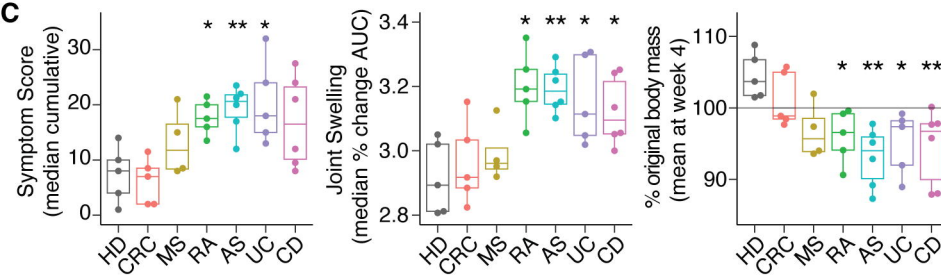 C
Symptom Score
(median cumulative)
30
20
10
0
* ** *
HD CRC MS RA AS UC CD
Joint Swelling
(median % change AUC)
3.4
3.2
3.0
2.8
* ** * *
HD CRC MS RA AS UC CD
% original body mass
(mean at week 4)
110
100
90
* ** * **
HD CRC MS RA AS UC CD